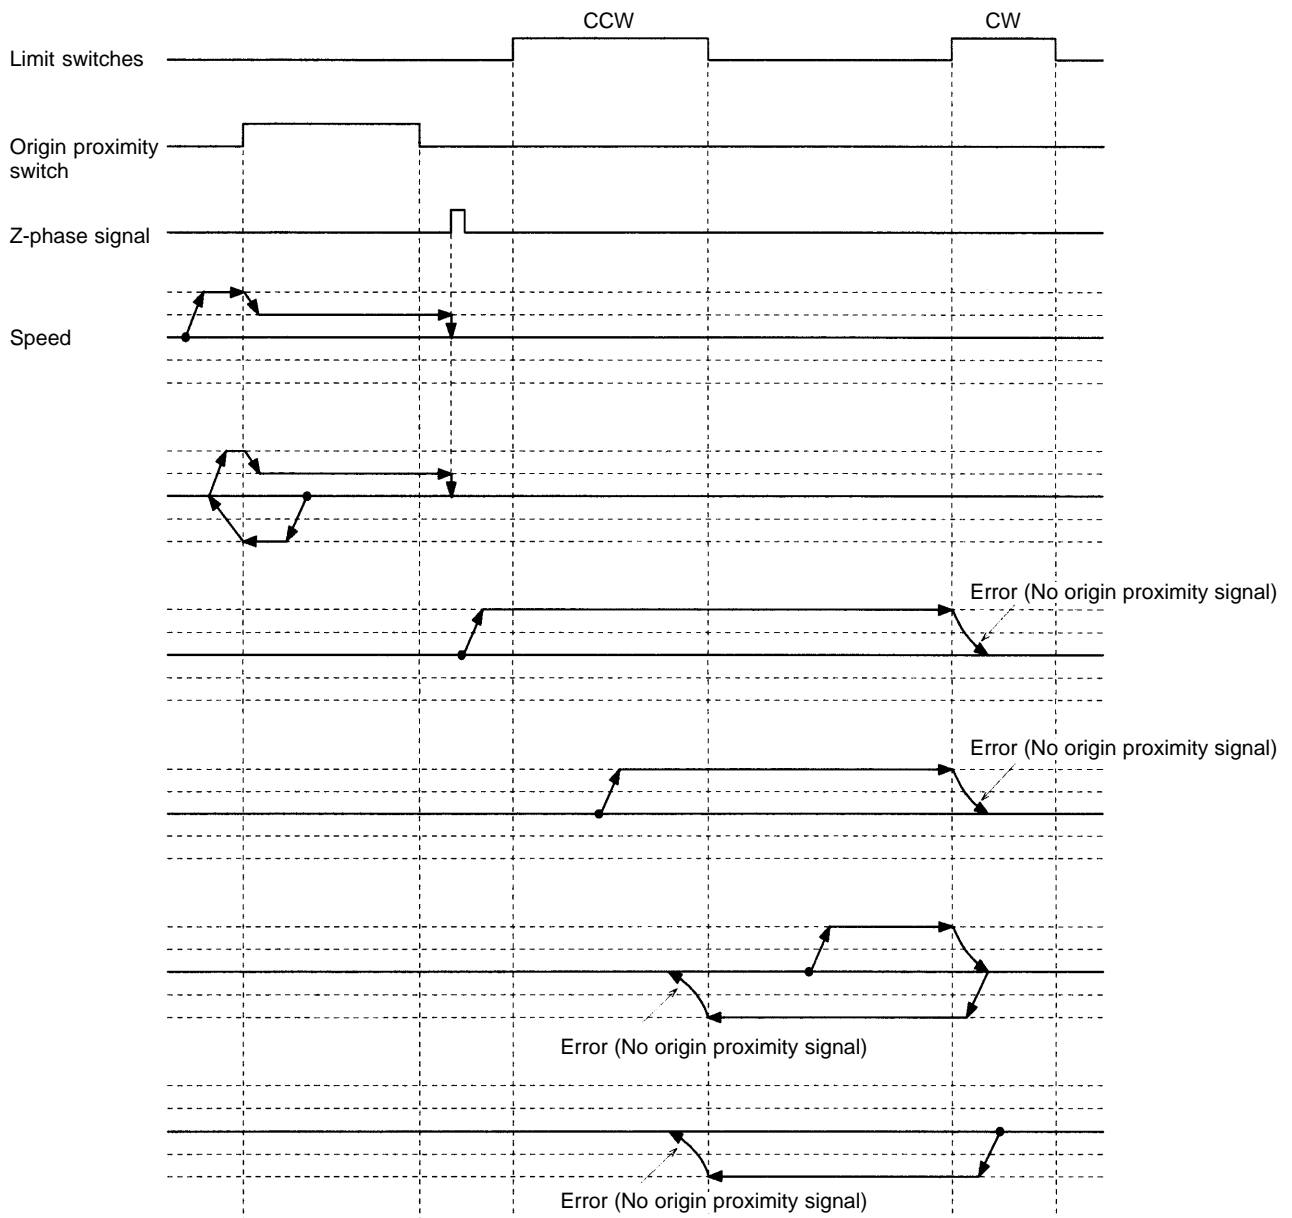 CCW
CW
Limit switches
Origin proximity
switch
Z-phase signal
Speed
Error (No origin proximity signal)
Error (No origin proximity signal)
Error (No origin proximity signal)
Error (No origin proximity signal)